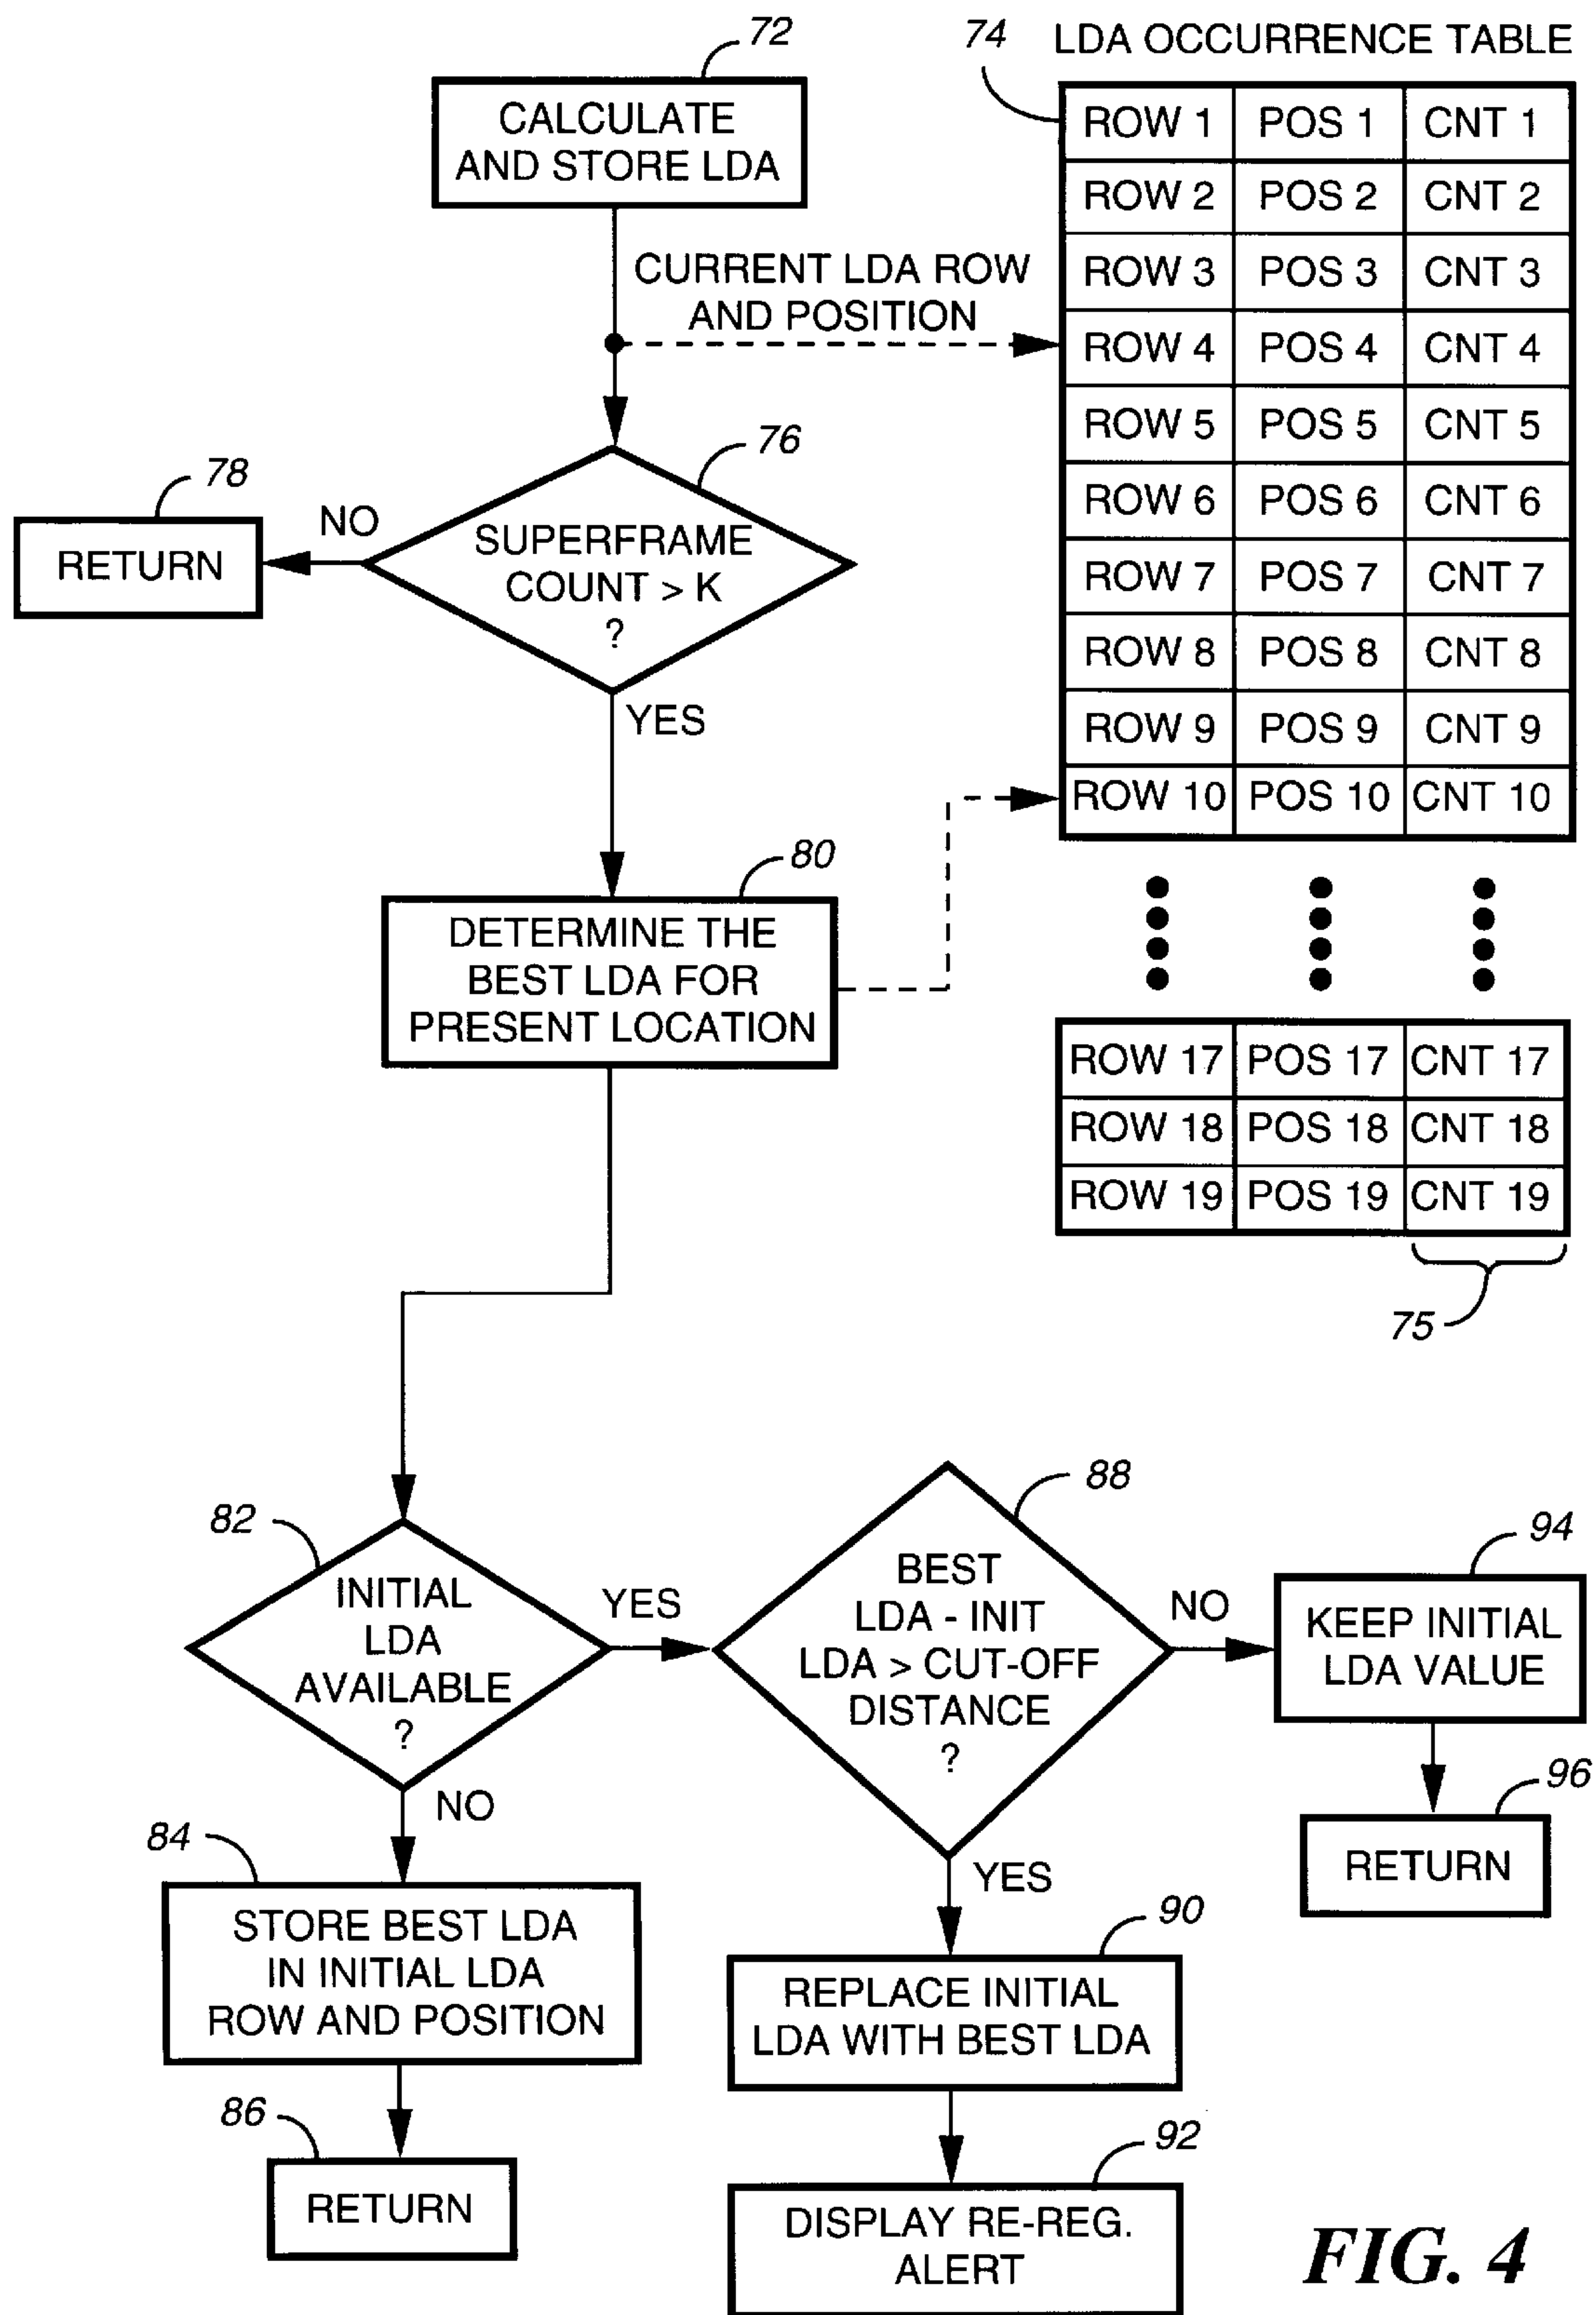 72
74
LDA OCCURRENCE TABLE
CALCULATE
AND STORE LDA
ROW 1 POS 1 CNT 1
ROW 2 POS 2 CNT 2
ROW 3 POS 3 CNT 3
ROW 4 POS 4 CNT 4
ROW 5 POS 5 CNT 5
ROW 6 POS 6 CNT 6
ROW 7 POS 7 CNT 7
ROW 8 POS 8 CNT 8
ROW 9 POS 9 CNT 9
ROW 10 POS 10 CNT 10
ROW 17 POS 17 CNT 17
ROW 18 POS 18 CNT 18
ROW 19 POS 19 CNT 19
75
CURRENT LDA ROW
AND POSITION
76
SUPERFRAME
COUNT > K
?
NO
78
RETURN
YES
80
DETERMINE THE
BEST LDA FOR
PRESENT LOCATION
82
INITIAL
LDA
AVAILABLE
?
YES
88
BEST
LDA - INIT
LDA > CUT-OFF
DISTANCE
?
NO
94
KEEP INITIAL
LDA VALUE
96
RETURN
NO
84
STORE BEST LDA
IN INITIAL LDA
ROW AND POSITION
86
RETURN
YES
90
REPLACE INITIAL
LDA WITH BEST LDA
92
DISPLAY RE-REG.
ALERT
FIG. 4